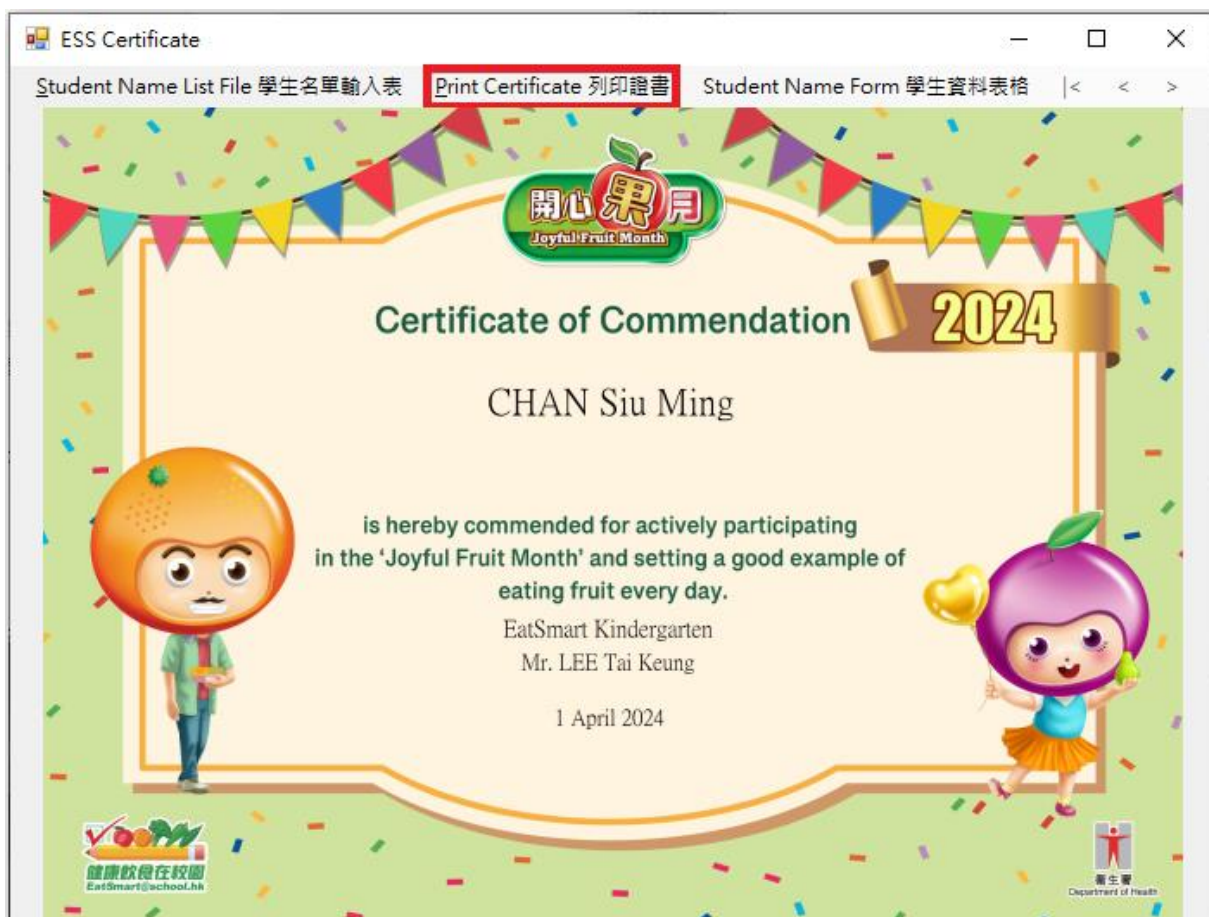 ESS Certificate
Student Name List File 學生名單輸入表 Print Certificate 列印證書 Student Name Form 學生資料表格 |< < >
開心果月
Joyful Fruit Month
Certificate of Commendation
2024
CHAN Siu Ming
is hereby commended for actively participating
in the ‘Joyful Fruit Month’ and setting a good example of
eating fruit every day.
EatSmart Kindergarten
Mr. LEE Tai Keung
1 April 2024
健康飲食在校園
EatSmart@school.hk
衞生署
Department of Health